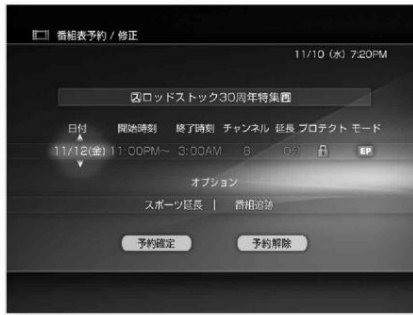 番組表予約 / 修正
11/10 (水) 7:20PM
ロッドストック30周年特集
日付 開始時刻 終了時刻 チャンネル 延長 プロテクト モード
11/12(金) 11:00PM~ 3:00AM 8 EP
オプション
スポーツ延長 | 番組追跡
予約確定 予約解除